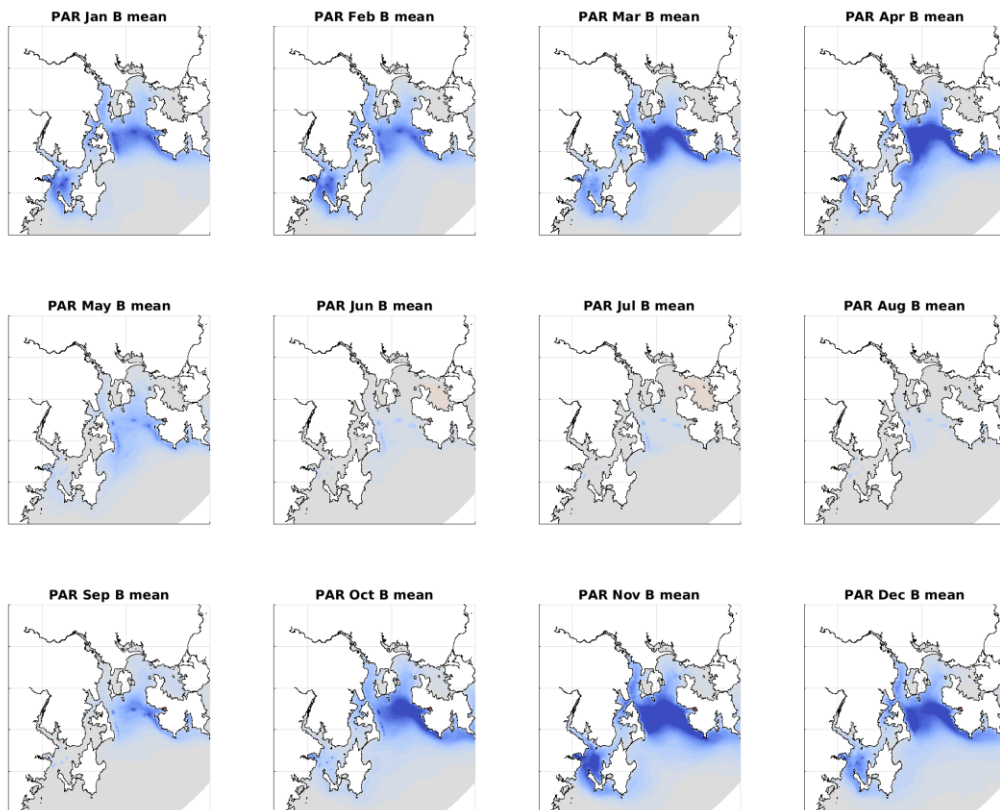 PAR Jan B mean
PAR Feb B mean
PAR Mar B mean
PAR Apr B mean
PAR May B mean
PAR Jun B mean
PAR Jul B mean
PAR Aug B mean
PAR Sep B mean
PAR Oct B mean
PAR Nov B mean
PAR Dec B mean